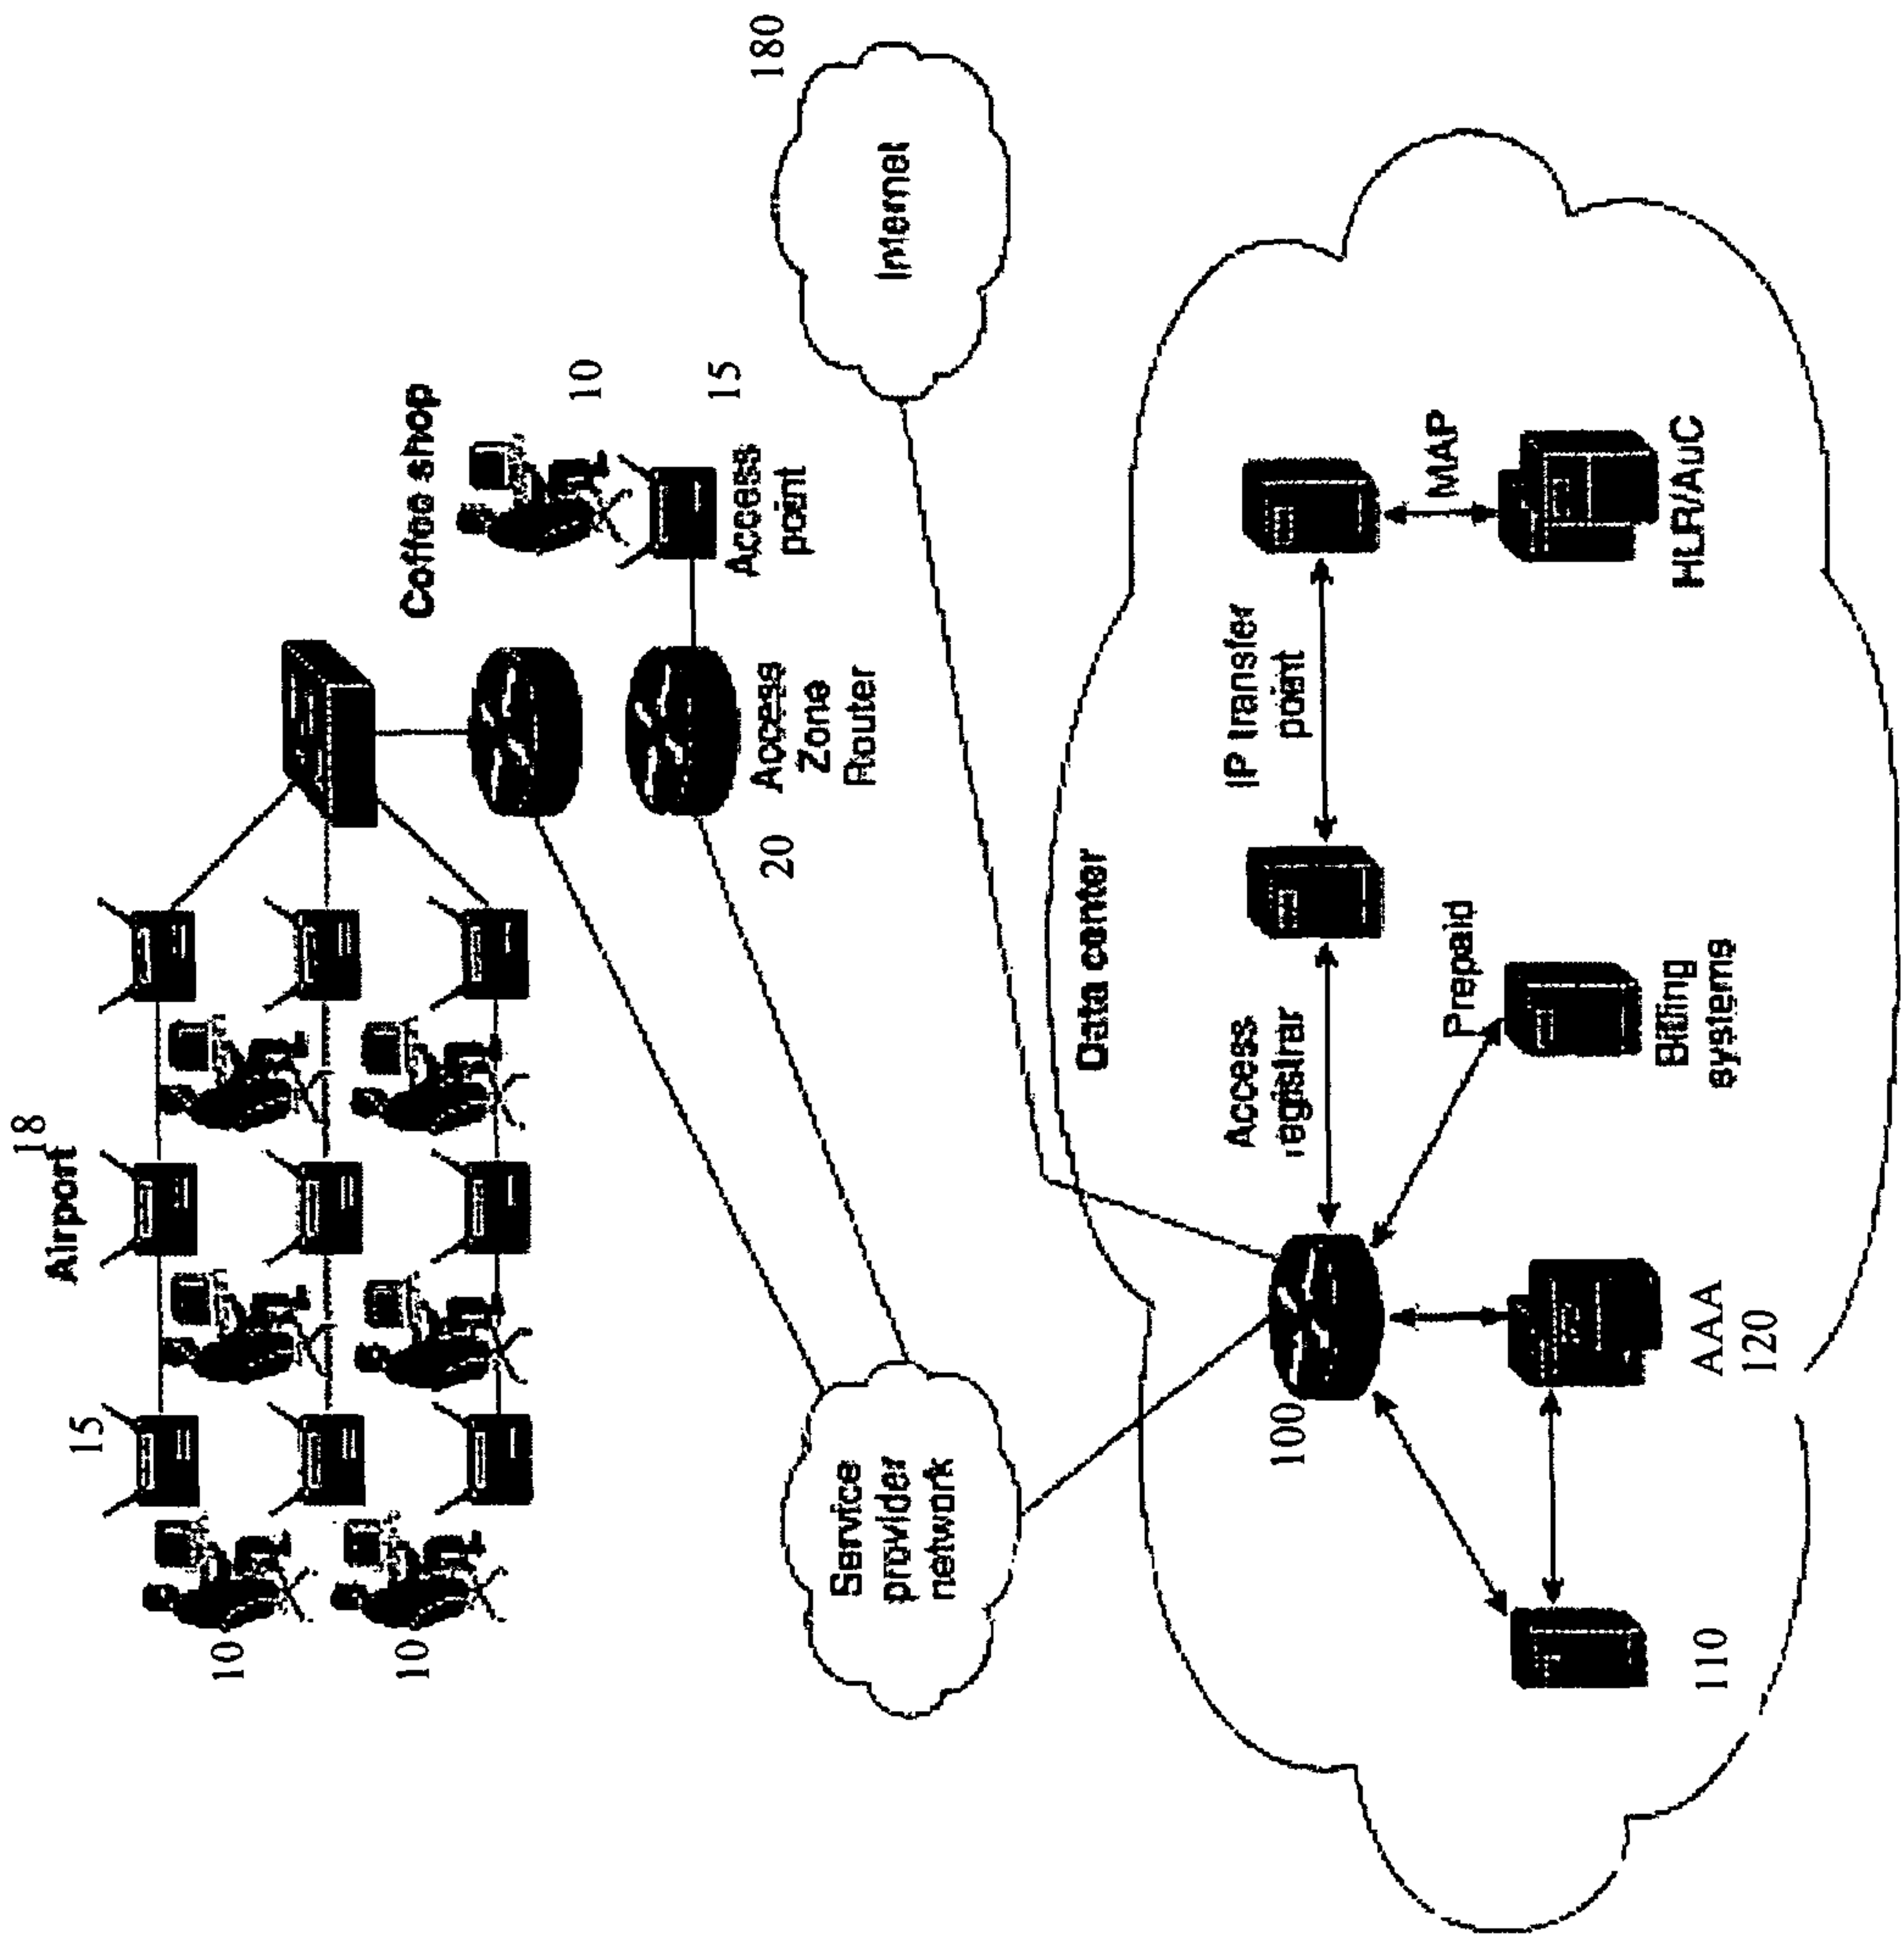 18
Airport
15
10
10
Coffee shop
10
15
Access
point
20
Access
Zone
Router
180
Internet
Service
provider
network
Data center
Access
registrar
IP transfer
point
MAP
HLR/AuC
Prepaid
Billing
systems
100
AAA
120
110